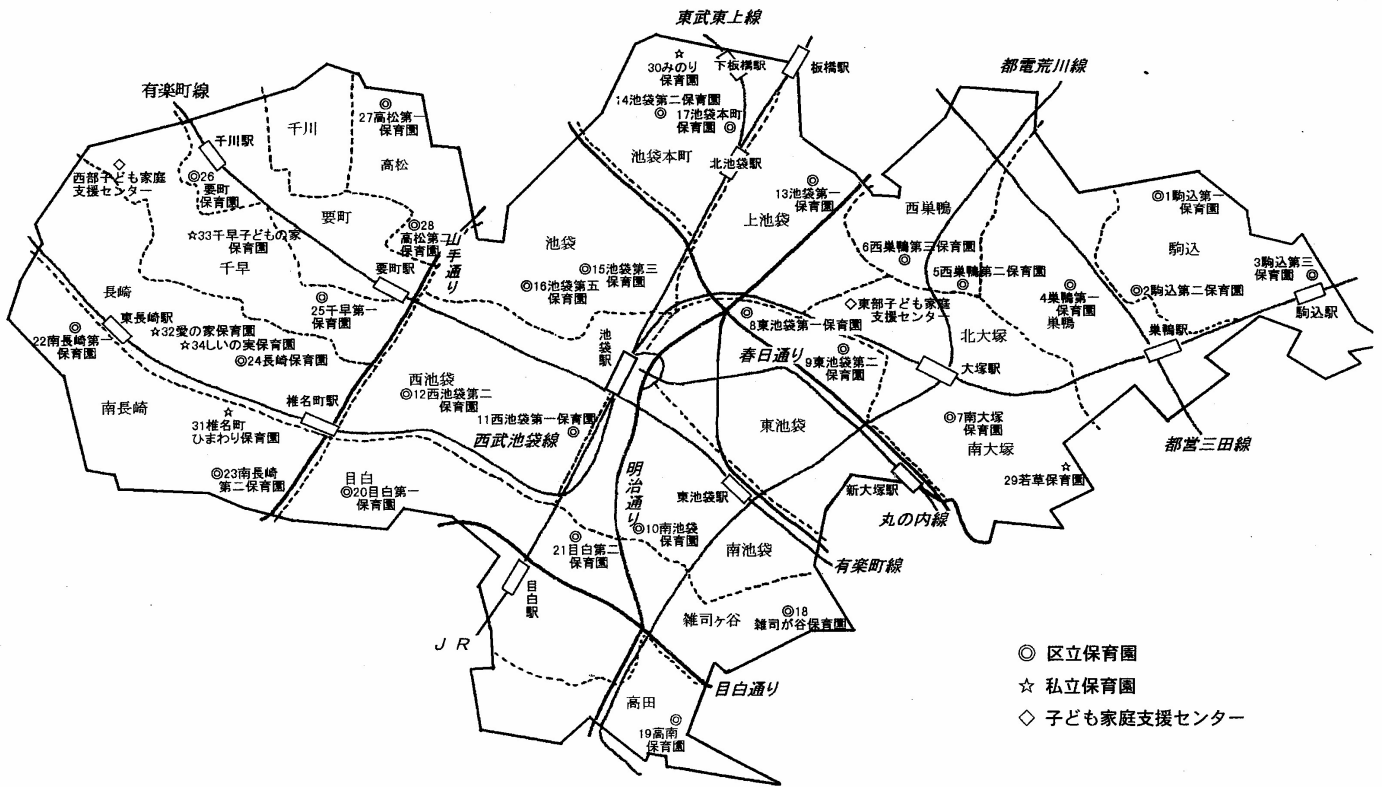 東武東上線
有楽町線
都電荒川線
30みのり
保育園
下板橋駅
板橋駅
14池袋第二保育園
17池袋本町
保育園
池袋本町
北池袋駅
27高松第一
保育園
千川
千川駅
高松
西部子ども家庭
支援センター
26
要町
保育園
要町
28
高松第二
保育園
山手通り
要町駅
33千早子どもの家
保育園
千早
25千早第一
保育園
長崎
東長崎駅
32愛の家保育園
34しいの実保育園
24長崎保育園
22南長崎第一
保育園
南長崎
31椎名町
ひまわり保育園
椎名町駅
23南長崎
第二保育園
目白
20目白第一
保育園
池袋
15池袋第三
保育園
16池袋第五
保育園
池袋駅
西池袋
12西池袋第二
保育園
11西池袋第一保育園
西武池袋線
13池袋第一
保育園
上池袋
西巣鴨
6西巣鴨第三保育園
5西巣鴨第二保育園
東部子ども家庭
支援センター
8東池袋第一保育園
9東池袋第二
保育園
春日通り
北大塚
大塚駅
1駒込第一
保育園
駒込
3駒込第三
保育園
2駒込第二保育園
駒込駅
4巣鴨第一
保育園
巣鴨
巣鴨駅
都営三田線
7南大塚
保育園
南大塚
29若草保育園
東池袋
新大塚駅
丸の内線
東池袋駅
有楽町線
明治通り
10南池袋
保育園
南池袋
21目白第二
保育園
目白駅
JR
雑司ヶ谷
18
雑司が谷保育園
目白通り
高田
19高南
保育園
◎ 区立保育園
☆ 私立保育園
◇ 子ども家庭支援センター